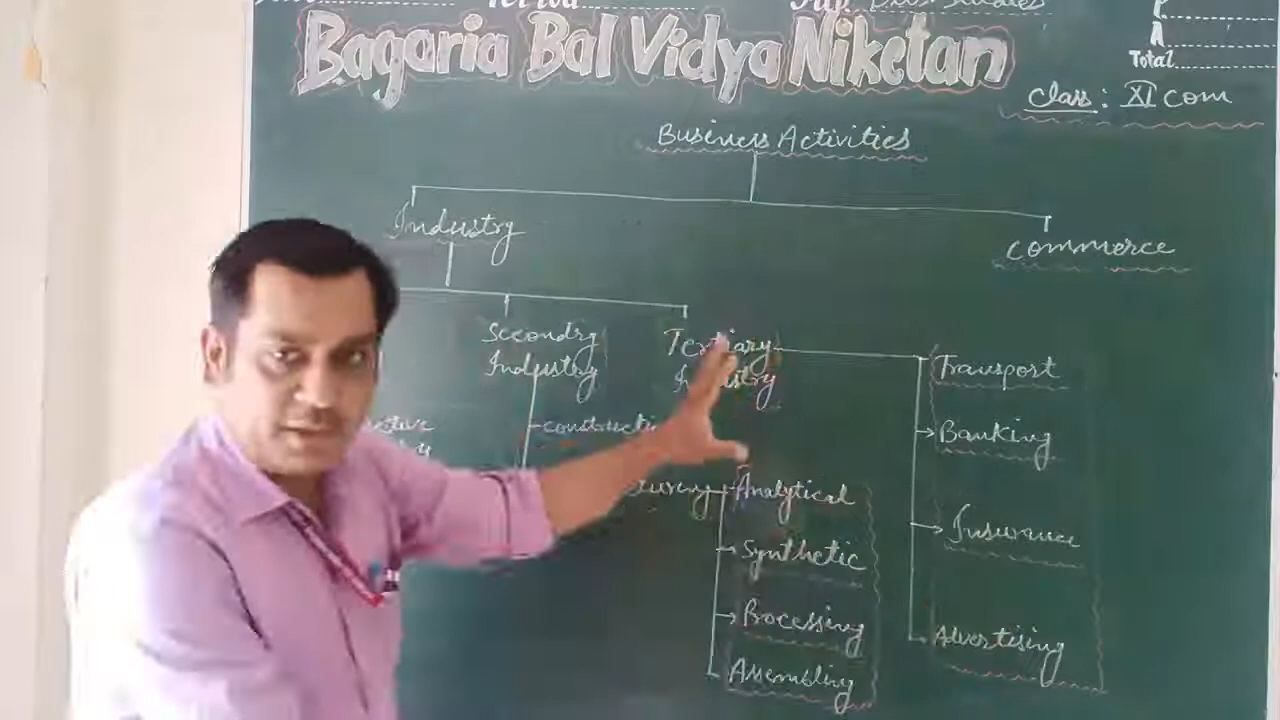 Bagaria Bal Vidya Niketan
Total
Class: XI com
Business Activities
Industry
Commerce
Secondry
Industry
Tertiary
Industry
Transport
Banking
Analytical
Synthetic
Insurance
Processing
Advertising
Assembling